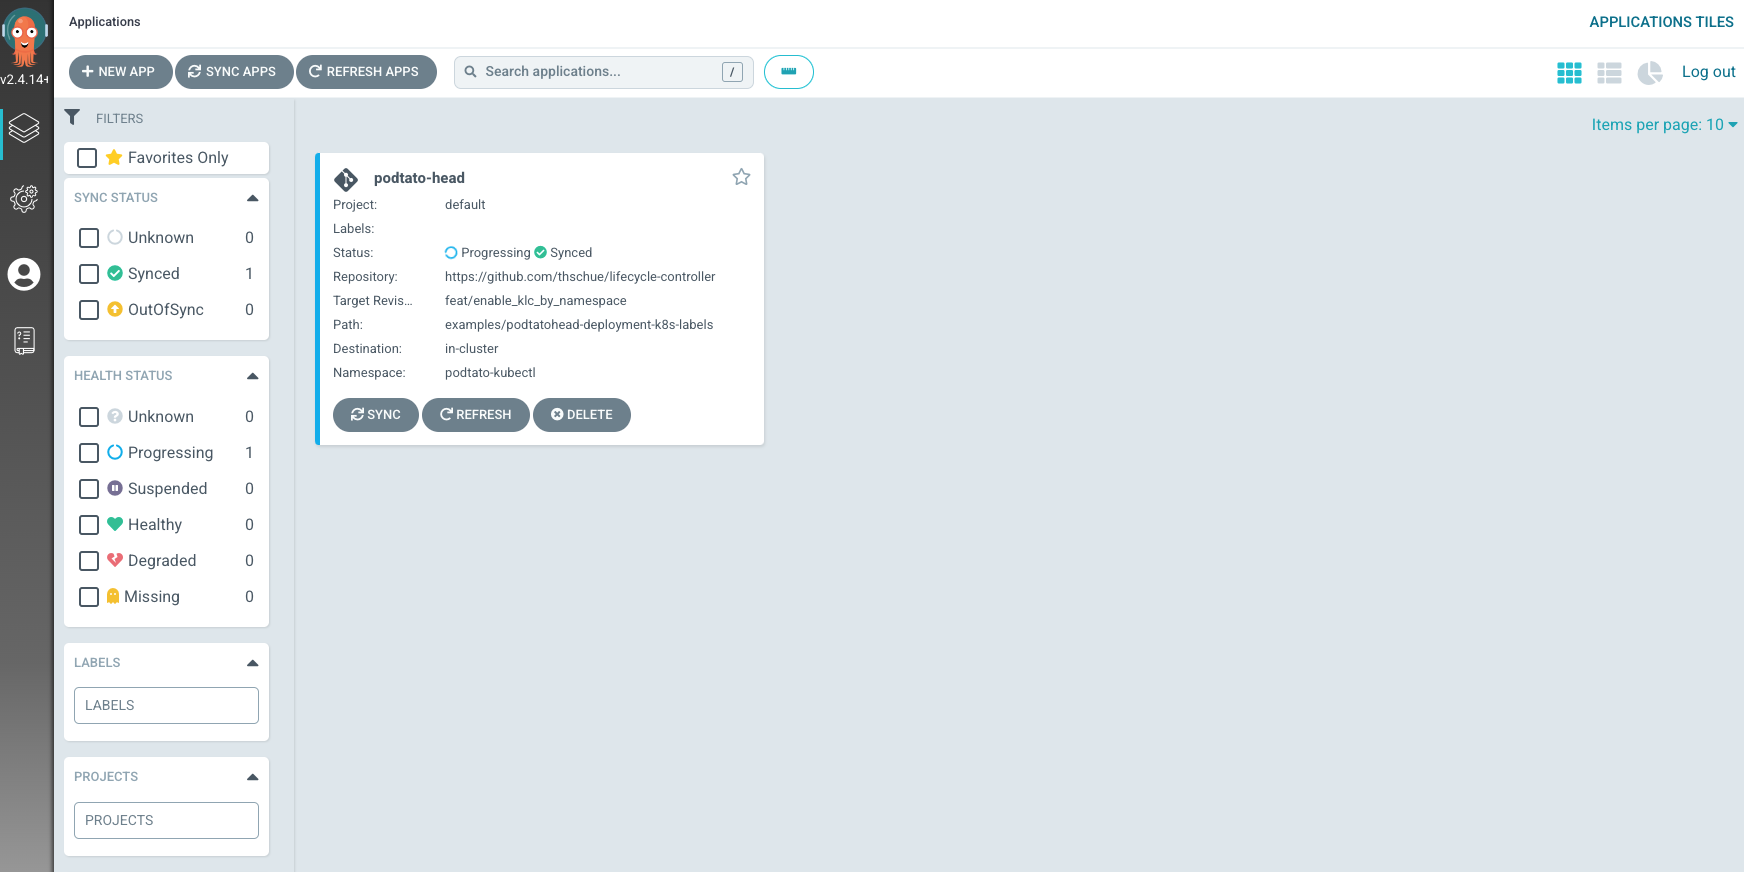 Applications
APPLICATIONS TILES
v2.4.14+
NEW APP
SYNC APPS
REFRESH APPS
Search applications...
/
Log out
FILTERS
Items per page: 10
Favorites Only
SYNC STATUS
Unknown 0
Synced 1
OutOfSync 0
HEALTH STATUS
Unknown 0
Progressing 1
Suspended 0
Healthy 0
Degraded 0
Missing 0
LABELS
LABELS
PROJECTS
PROJECTS
podtato-head
Project: default
Labels:
Status: Progressing Synced
Repository: https://github.com/thschue/lifecycle-controller
Target Revis... feat/enable_klc_by_namespace
Path: examples/podtatohead-deployment-k8s-labels
Destination: in-cluster
Namespace: podtato-kubectl
SYNC
REFRESH
DELETE